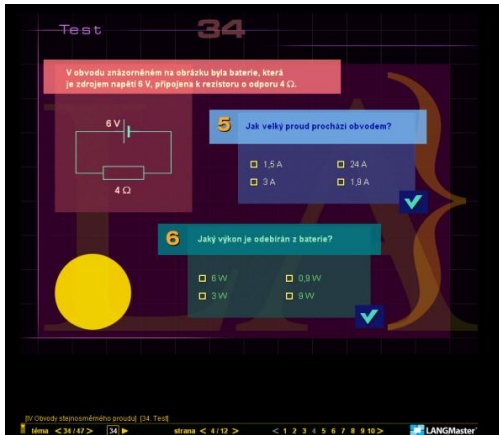 Test 34
V obvodu znázorněném na obrázku byla baterie, která
je zdrojem napětí 6 V, připojena k rezistoru o odporu 4 Ω.
6 V
4 Ω
5 Jak velký proud prochází obvodem?
1,5 A 24 A
3 A 1,9 A
6 Jaký výkon je odebírán z baterie?
6 W 0,9 W
3 W 9 W
[IV Obvody stejnosměrného proudu] [34. Test]
téma < 34 / 47 > 34 strana < 4 / 12 > < 1 2 3 4 5 6 7 8 9 10 > LANGMaster